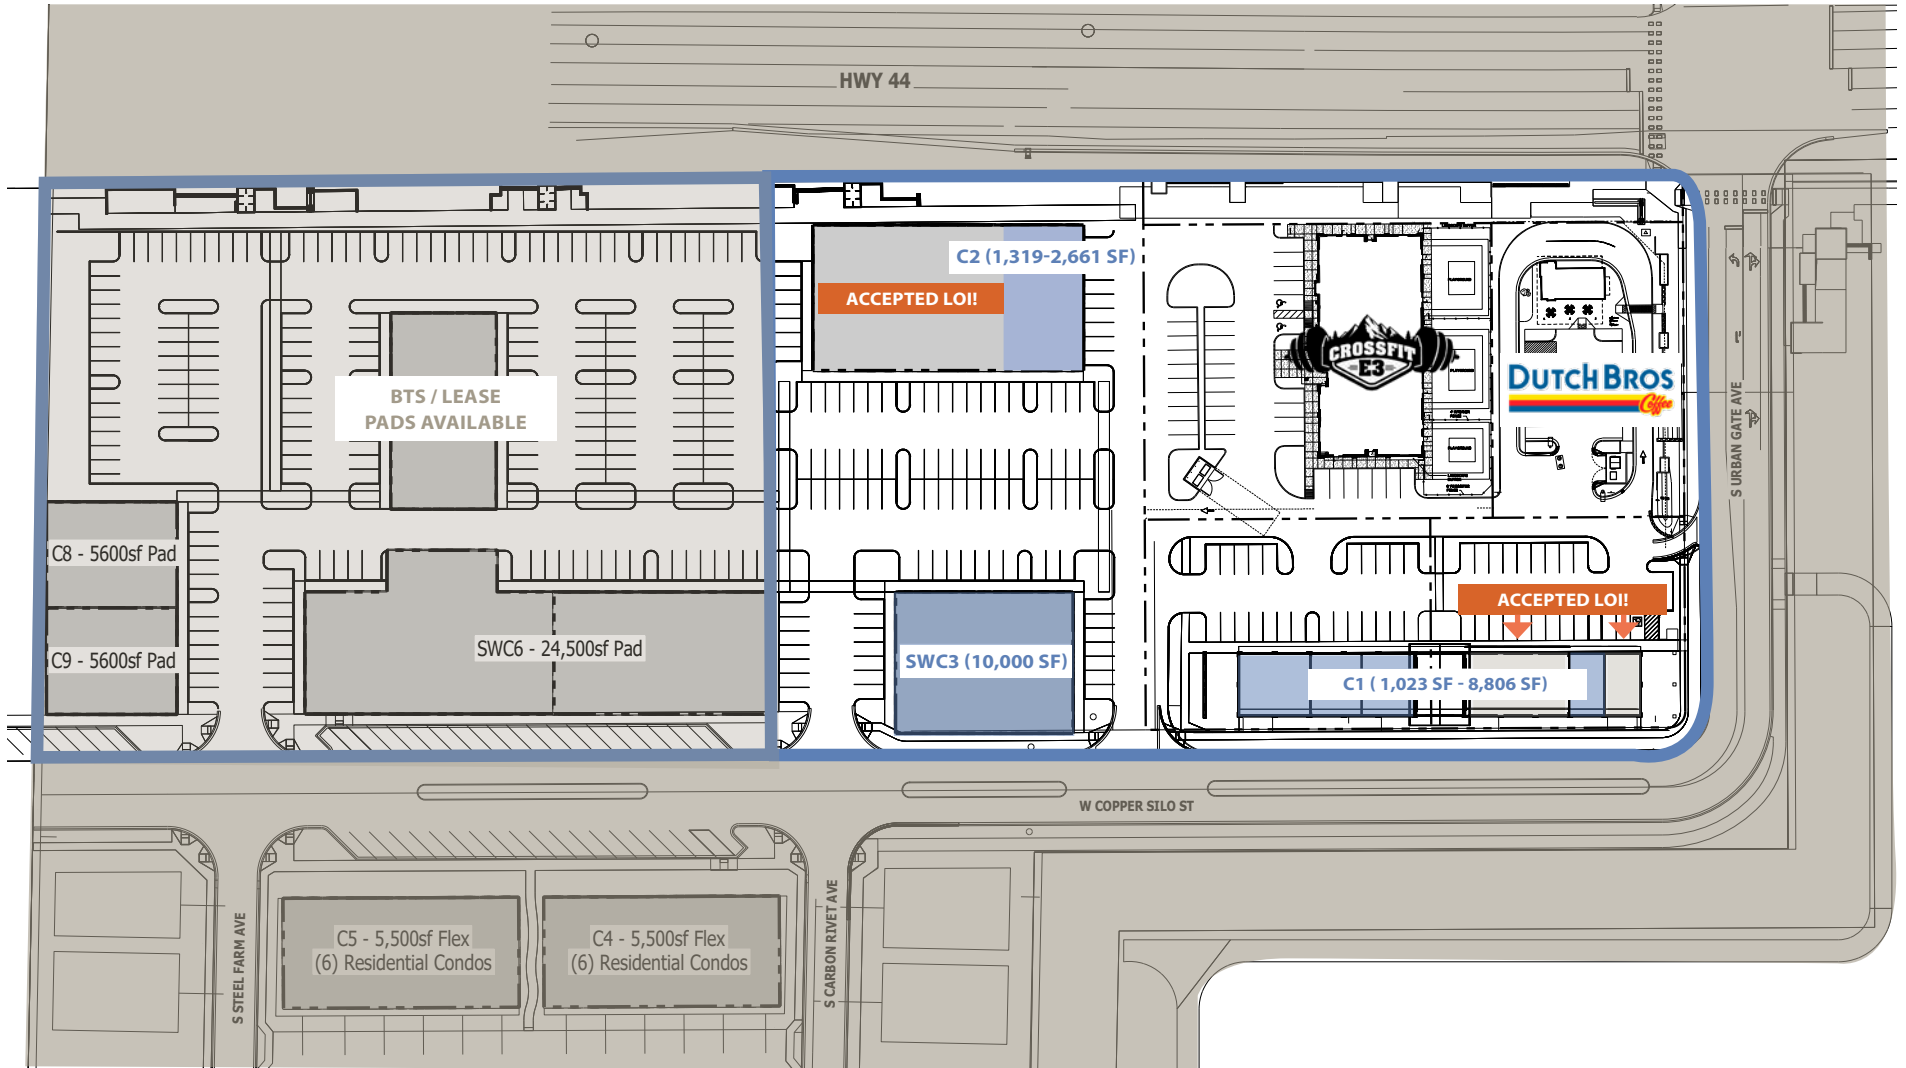 HWY 44
C2 (1,319-2,661 SF)
ACCEPTED LOI!
CROSSFIT
E3
DUTCH BROS
Coffee
BTS / LEASE
PADS AVAILABLE
S URBAN GATE AVE
C8 - 5600sf Pad
C9 - 5600sf Pad
SWC6 - 24,500sf Pad
SWC3 (10,000 SF)
ACCEPTED LOI!
C1 ( 1,023 SF - 8,806 SF)
W COPPER SILO ST
S STEEL FARM AVE
C5 - 5,500sf Flex
(6) Residential Condos
C4 - 5,500sf Flex
(6) Residential Condos
S CARBON RIVET AVE